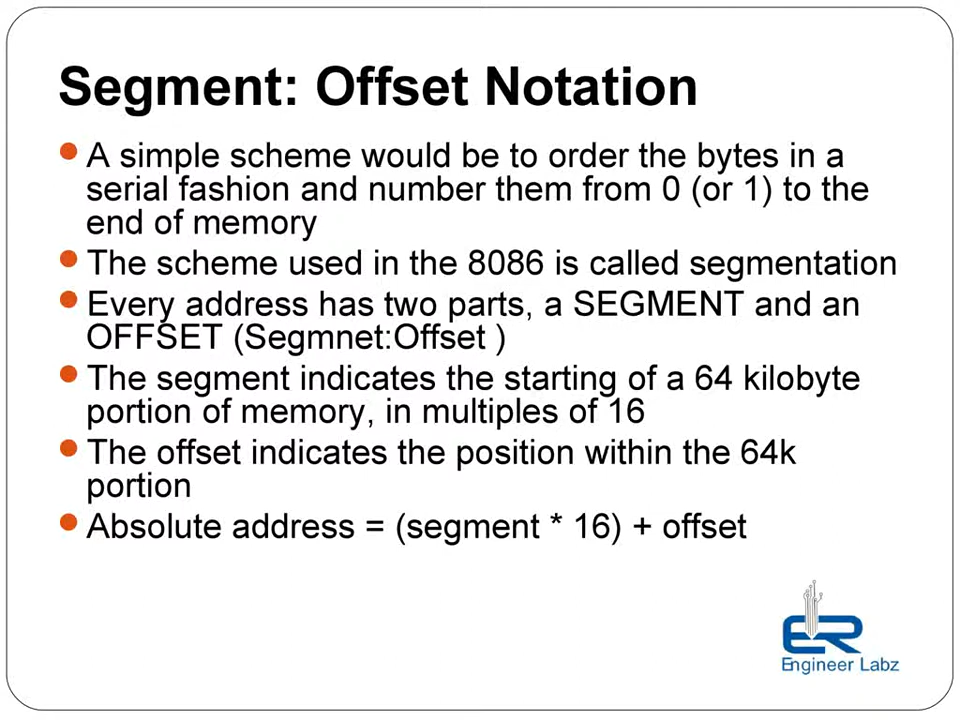 Segment: Offset Notation
A simple scheme would be to order the bytes in a
serial fashion and number them from 0 (or 1) to the
end of memory
The scheme used in the 8086 is called segmentation
Every address has two parts, a SEGMENT and an
OFFSET (Segmnet:Offset )
The segment indicates the starting of a 64 kilobyte
portion of memory, in multiples of 16
The offset indicates the position within the 64k
portion
Absolute address = (segment * 16) + offset
ER
Engineer Labz